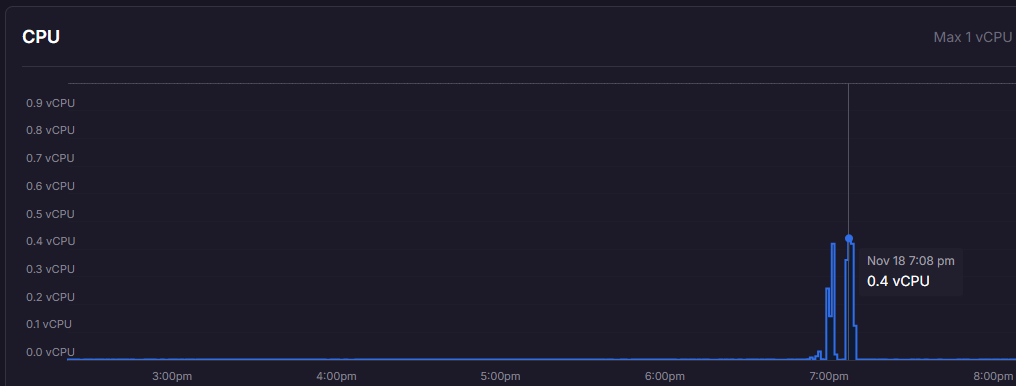 CPU
Max 1 vCPU
0.9 vCPU
0.8 vCPU
0.7 vCPU
0.6 vCPU
0.5 vCPU
0.4 vCPU
0.3 vCPU
0.2 vCPU
0.1 vCPU
0.0 vCPU
Nov 18 7:08 pm
0.4 vCPU
3:00pm
4:00pm
5:00pm
6:00pm
7:00pm
8:00pm